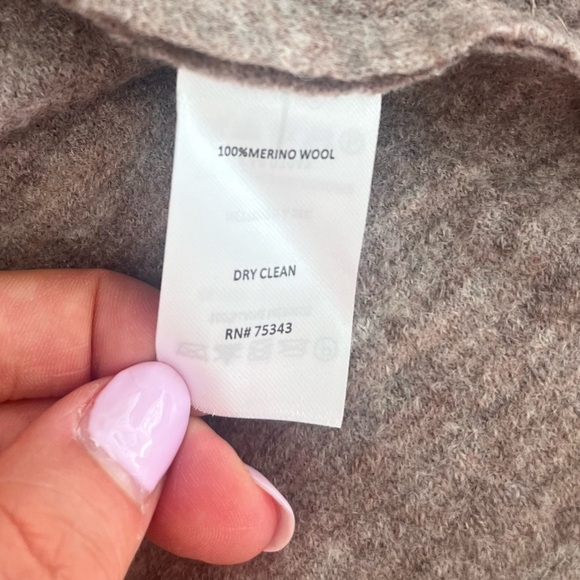 100%MERINO WOOL
DRY CLEAN
RN# 75343